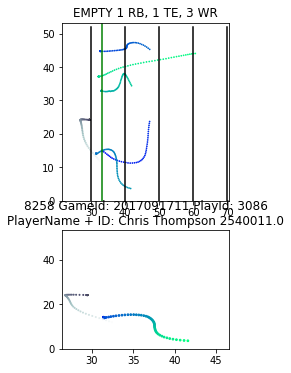 EMPTY 1 RB, 1 TE, 3 WR
50
40
30
20
10
0
30 40 50 60 70
8258 GameId: 2017091711 PlayId: 3086
PlayerName + ID: Chris Thompson 2540011.0
40
20
0
30 35 40 45